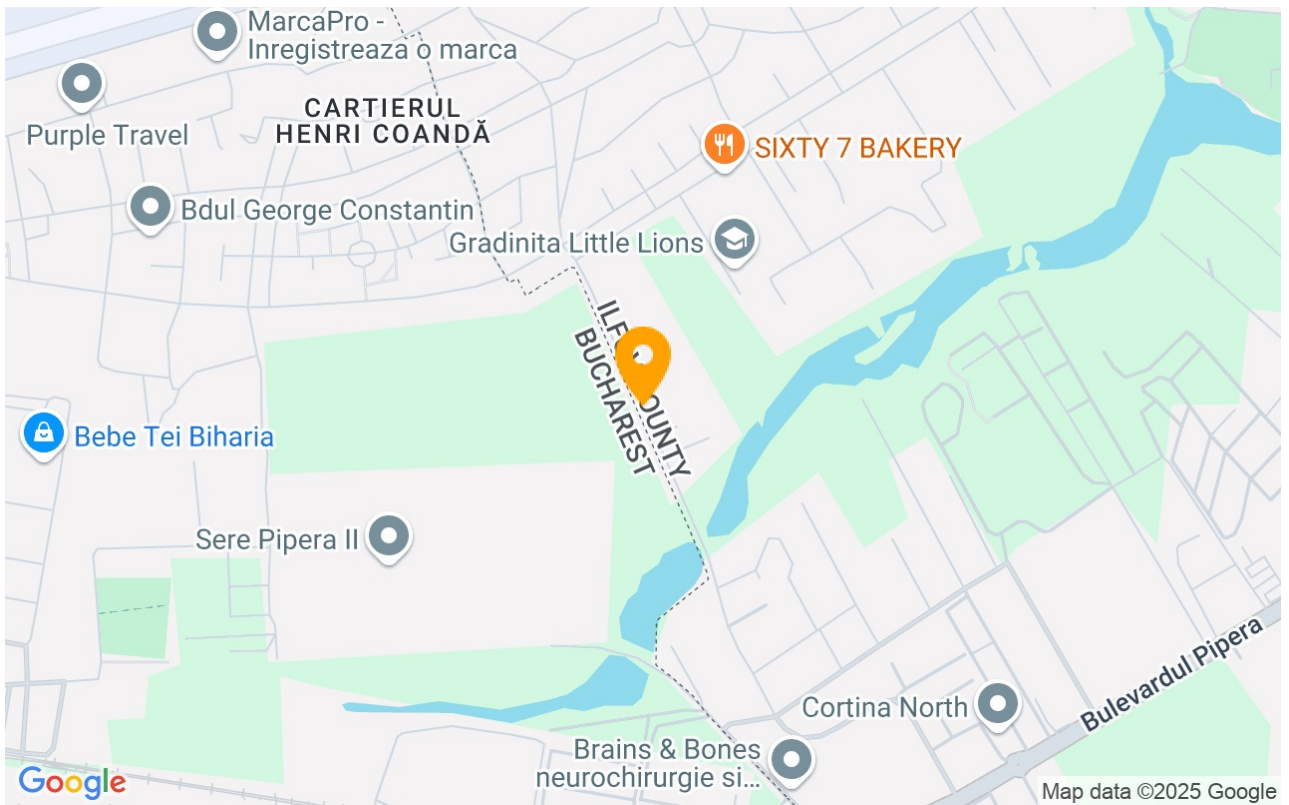 MarcaPro -
Inregistreaza o marca
Purple Travel
CARTIERUL
HENRI COANDĂ
SIXTY 7 BAKERY
Bdul George Constantin
Gradinita Little Lions
BUCHAREST
Bebe Tei Biharia
Sere Pipera II
Bulevardul Pipera
Cortina North
Brains & Bones
neurochirurgie si...
Google
Map data ©2025 Google